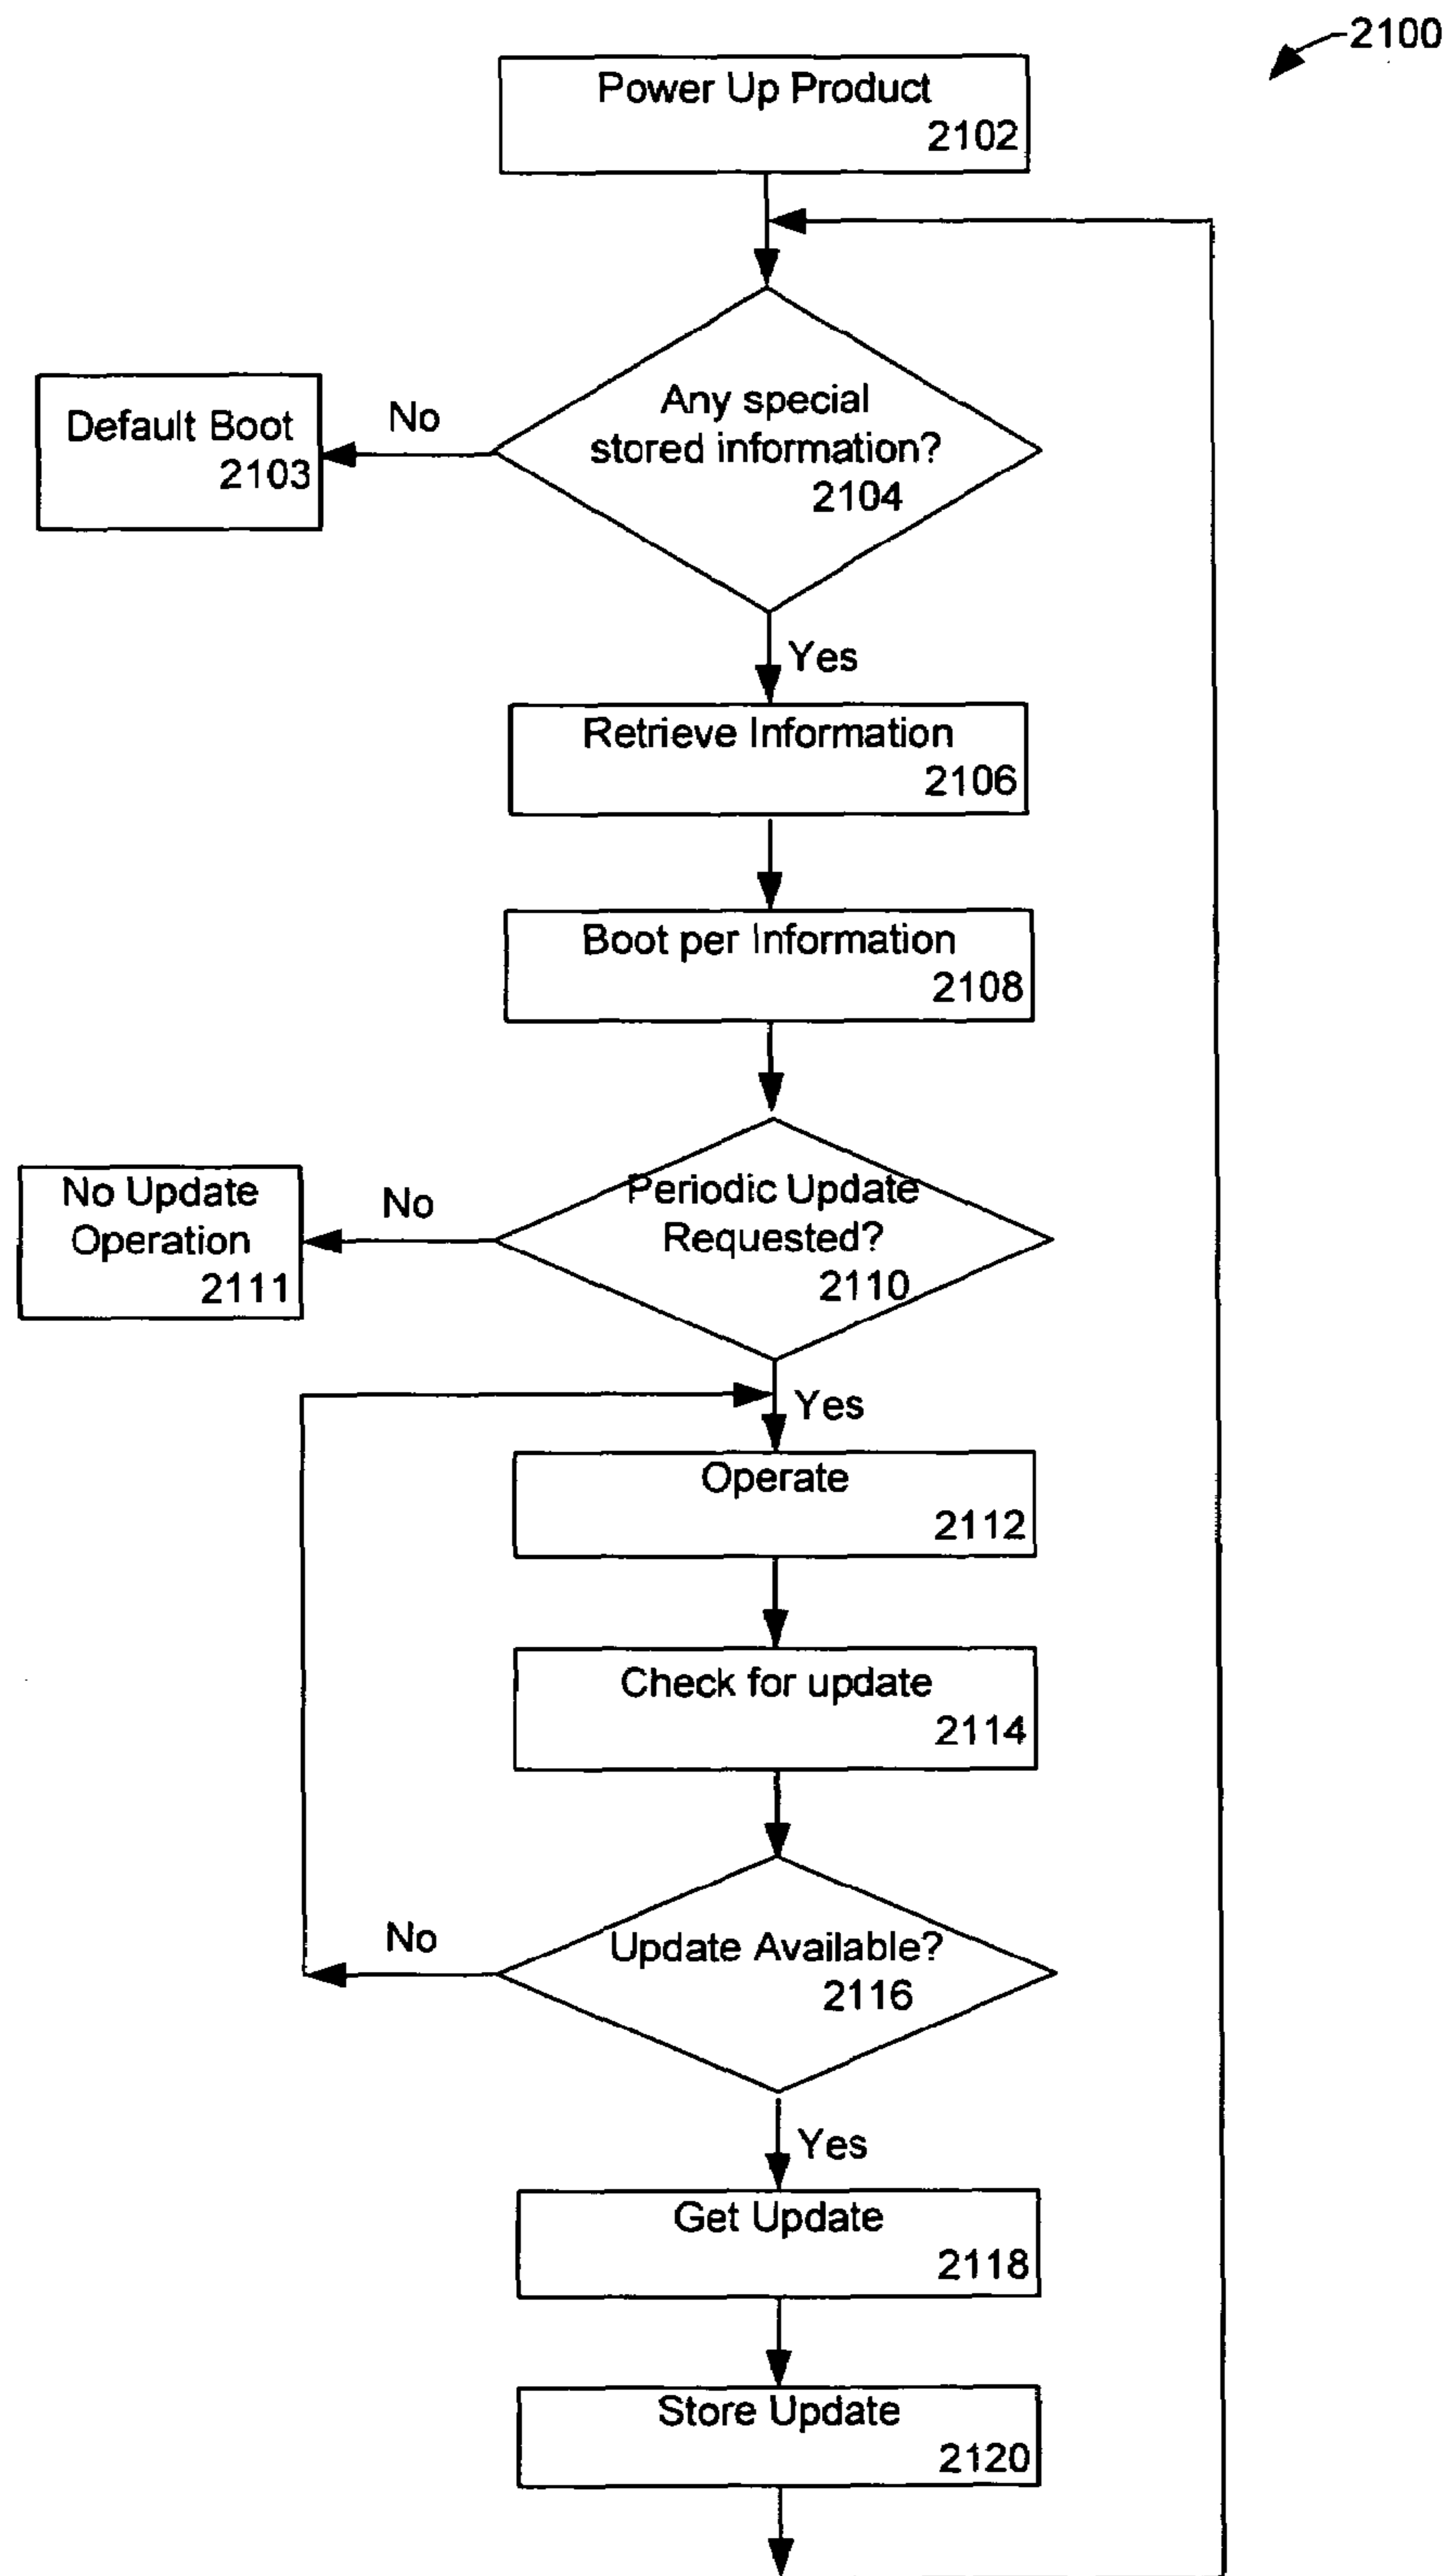 2100
Power Up Product
2102
Any special
stored information?
2104
No
Default Boot
2103
Yes
Retrieve Information
2106
Boot per Information
2108
Periodic Update
Requested?
2110
No
No Update
Operation
2111
Yes
Operate
2112
Check for update
2114
Update Available?
2116
No
Yes
Get Update
2118
Store Update
2120